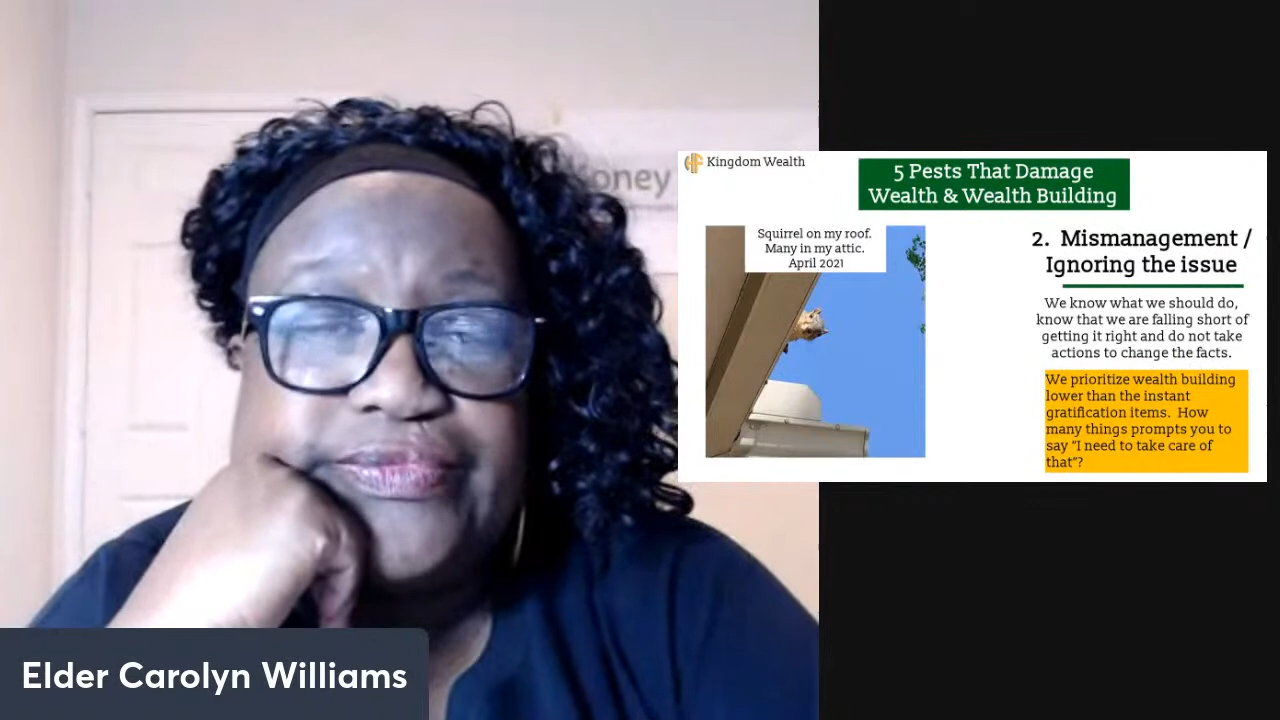 oney
Kingdom Wealth
5 Pests That Damage
Wealth & Wealth Building
Squirrel on my roof.
Many in my attic.
April 2021
2. Mismanagement /
Ignoring the issue
We know what we should do,
know that we are falling short of
getting it right and do not take
actions to change the facts.
We prioritize wealth building
lower than the instant
gratification items. How
many things prompts you to
say "I need to take care of
that"?
Elder Carolyn Williams